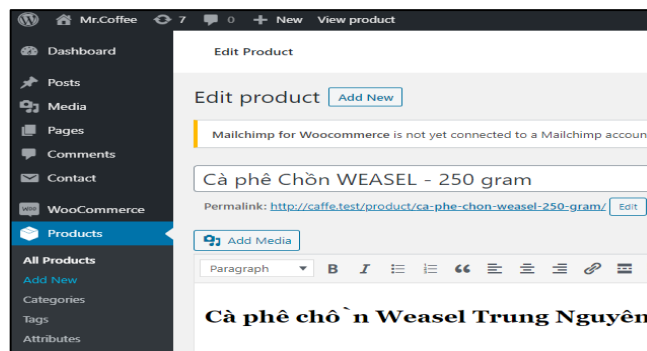 Mr.Coffee 7 0 + New View product
Dashboard
Posts
Media
Pages
Comments
Contact
WOO WooCommerce
Products
All Products
Add New
Categories
Tags
Attributes
Edit Product
Edit product Add New
Mailchimp for Woocommerce is not yet connected to a Mailchimp accoun
Cà phê Chồn WEASEL - 250 gram
Permalink: http://caffe.test/product/ca-phe-chon-weasel-250-gram/ Edit
Add Media
Paragraph B I
Cà phê chồn Weasel Trung Nguyên